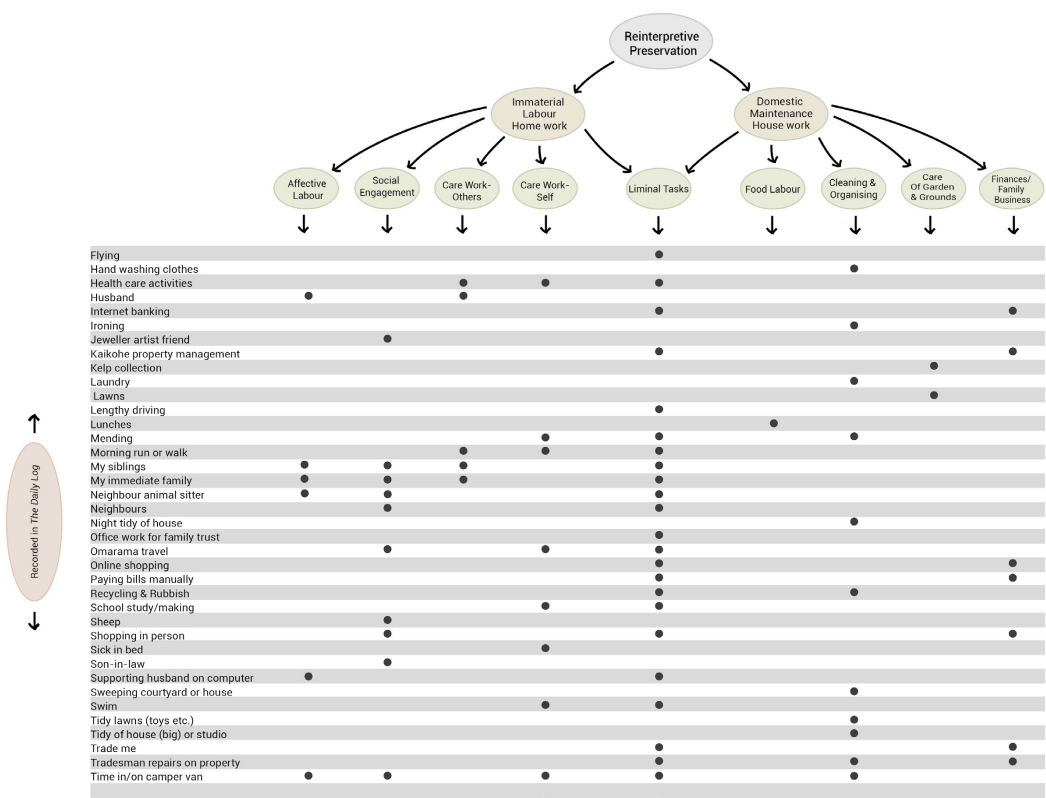 Reinterpretive
Preservation
Immaterial
Labour
Home work
Domestic
Maintenance
House work
Affective
Labour
Social
Engagement
Care Work-
Others
Care Work-
Self
Liminal Tasks
Food Labour
Cleaning &
Organising
Care
Of Garden
& Grounds
Finances/
Family
Business
Recorded in The Daily Log
Flying
Hand washing clothes
Health care activities
Husband
Internet banking
Ironing
Jeweller artist friend
Kaikohe property management
Kelp collection
Laundry
Lawns
Lengthy driving
Lunches
Mending
Morning run or walk
My siblings
My immediate family
Neighbour animal sitter
Neighbours
Night tidy of house
Office work for family trust
Omarama travel
Online shopping
Paying bills manually
Recycling & Rubbish
School study/making
Sheep
Shopping in person
Sick in bed
Son-in-law
Supporting husband on computer
Sweeping courtyard or house
Swim
Tidy lawns (toys etc.)
Tidy of house (big) or studio
Trade me
Tradesman repairs on property
Time in/on camper van